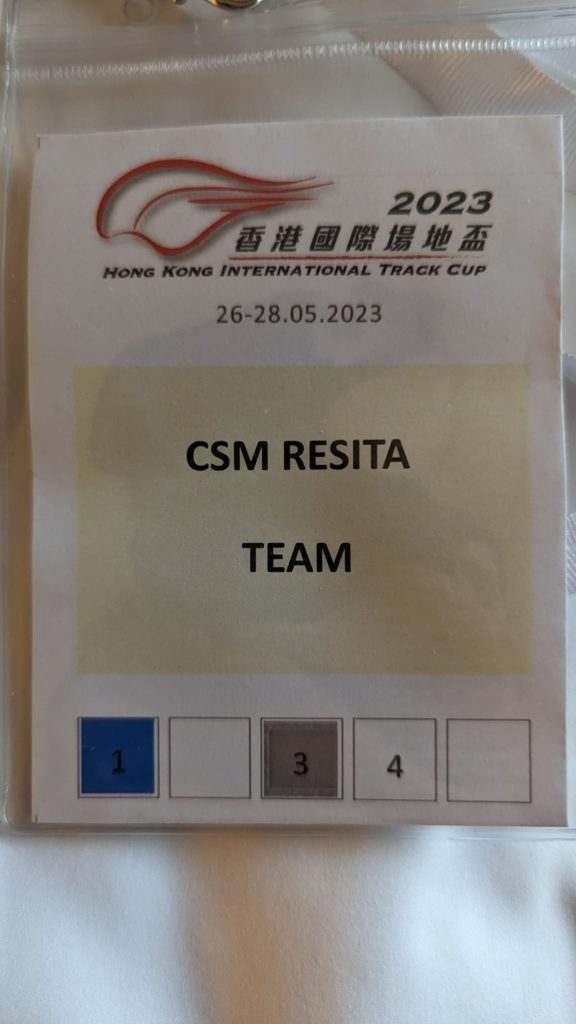 2023
香港國際場地盃
HONG KONG INTERNATIONAL TRACK CUP
26-28.05.2023
CSM RESITA
TEAM
1 3 4